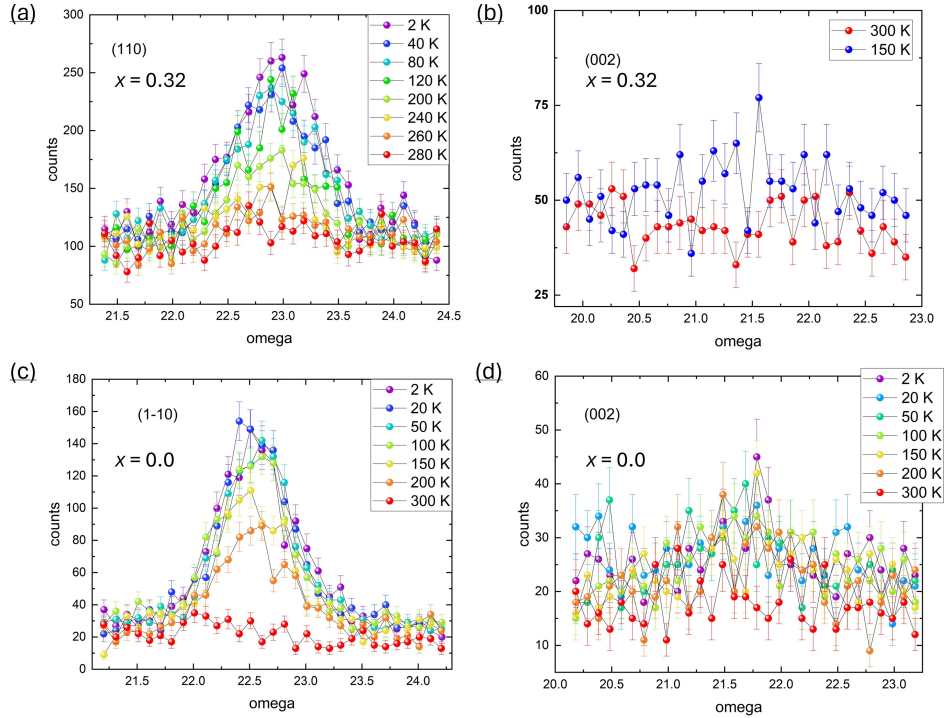 (a)
(110)
x = 0.32
2 K
40 K
80 K
120 K
200 K
240 K
260 K
280 K
300
250
200
150
100
50
counts
21.5 22.0 22.5 23.0 23.5 24.0 24.5
omega
(b)
(002)
x = 0.32
300 K
150 K
100
75
50
25
counts
20.0 20.5 21.0 21.5 22.0 22.5 23.0
omega
(c)
(1-10)
x = 0.0
2 K
20 K
50 K
100 K
150 K
200 K
300 K
180
160
140
120
100
80
60
40
20
0
counts
21.5 22.0 22.5 23.0 23.5 24.0
omega
(d)
(002)
x = 0.0
2 K
20 K
50 K
100 K
150 K
200 K
300 K
60
50
40
30
20
10
counts
20.0 20.5 21.0 21.5 22.0 22.5 23.0
omega